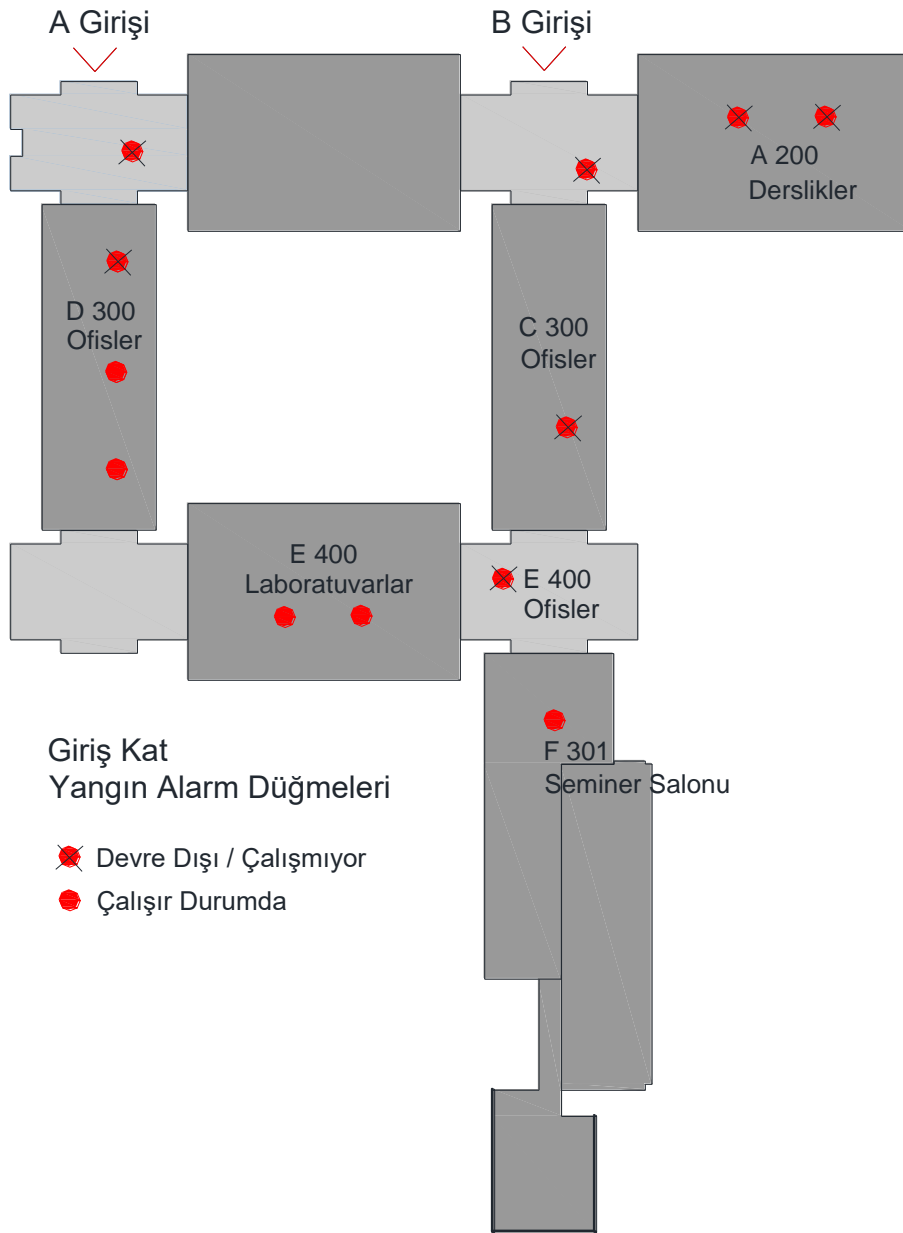 A Girişi
B Girişi
A 200
Derslikler
D 300
Ofisler
C 300
Ofisler
E 400
Laboratuvarlar
E 400
Ofisler
F 301
Seminer Salonu
Giriş Kat
Yangın Alarm Düğmeleri
Devre Dışı / Çalışmıyor
Çalışır Durumda